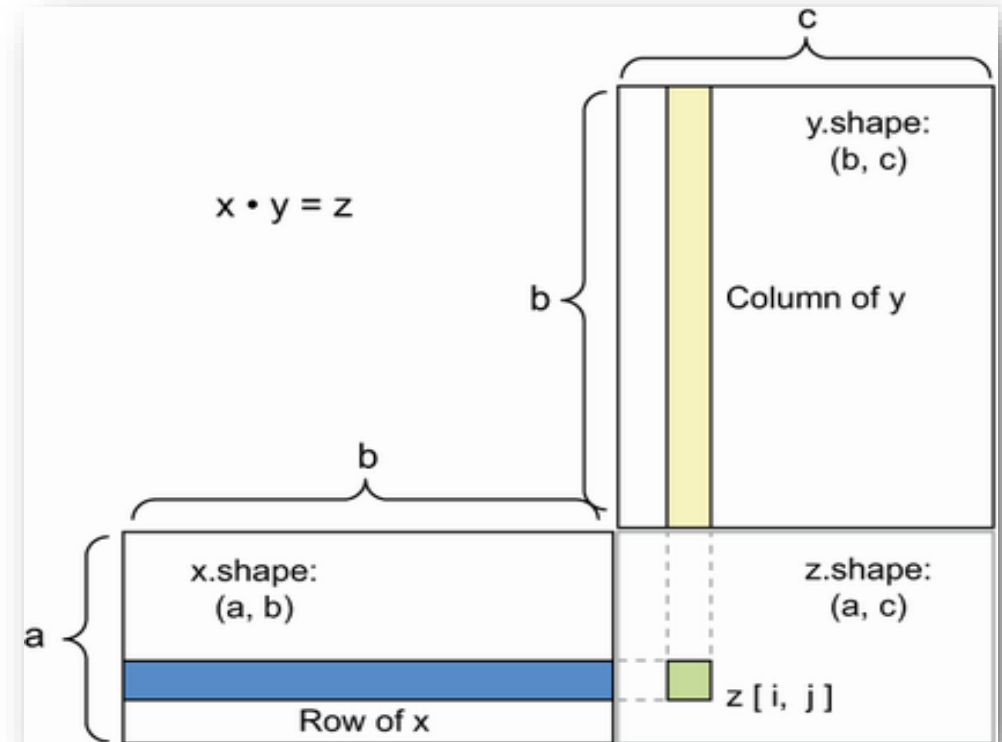 c
y.shape:
(b, c)
x • y = z
b
Column of y
b
x.shape:
(a, b)
z.shape:
(a, c)
a
z [ i, j ]
Row of x